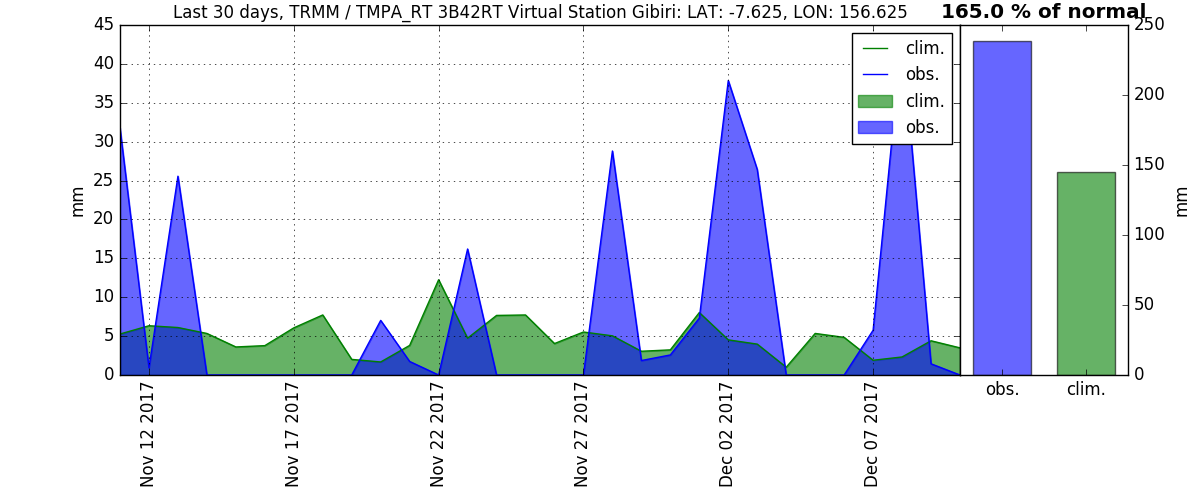 Last 30 days, TRMM / TMPA_RT 3B42RT Virtual Station Gibiri: LAT: -7.625, LON: 156.625
165.0 % of normal
45
40
35
30
25
20
15
10
5
0
mm
clim.
obs.
clim.
obs.
250
200
150
100
50
0
mm
Nov 12 2017
Nov 17 2017
Nov 22 2017
Nov 27 2017
Dec 02 2017
Dec 07 2017
obs.
clim.